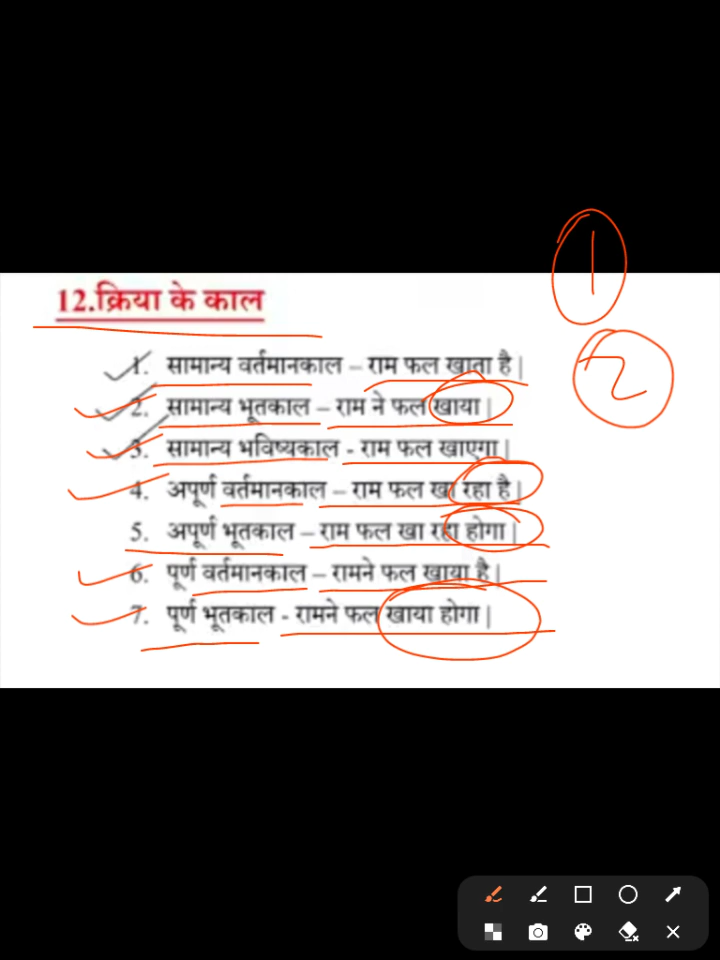 12.क्रिया के काल
1
2
1. सामान्य वर्तमानकाल – राम फल खाता है |
2. सामान्य भूतकाल – राम ने फल खाया |
3. सामान्य भविष्यकाल - राम फल खाएगा |
4. अपूर्ण वर्तमानकाल – राम फल खा रहा है |
5. अपूर्ण भूतकाल – राम फल खा रहा होगा |
6. पूर्ण वर्तमानकाल – रामने फल खाया है |
7. पूर्ण भूतकाल - रामने फल खाया होगा |